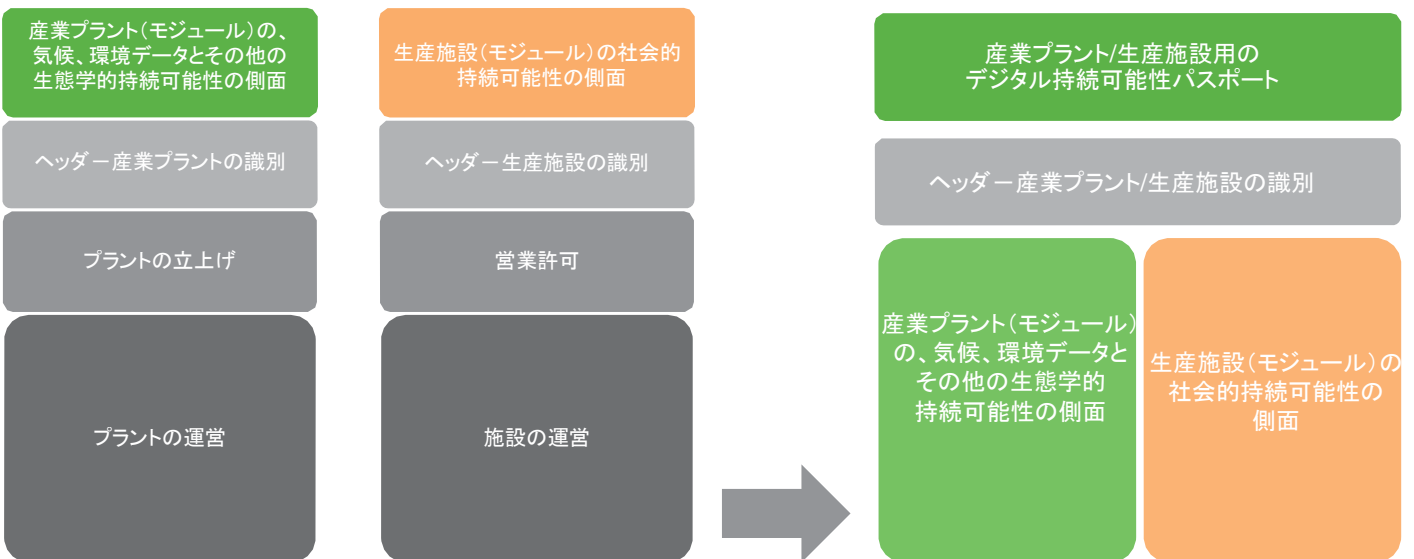 産業プラント（モジュール）の、
気候、環境データとその他の
生態学的持続可能性の側面
ヘッダー産業プラントの識別
プラントの立上げ
プラントの運営
生産施設（モジュール）の社会的
持続可能性の側面
ヘッダー生産施設の識別
営業許可
施設の運営
産業プラント/生産施設用の
デジタル持続可能性パスポート
ヘッダー産業プラント/生産施設の識別
産業プラント（モジュール）
の、気候、環境データと
その他の生態学的
持続可能性の側面
生産施設（モジュール）の
社会的持続可能性の
側面